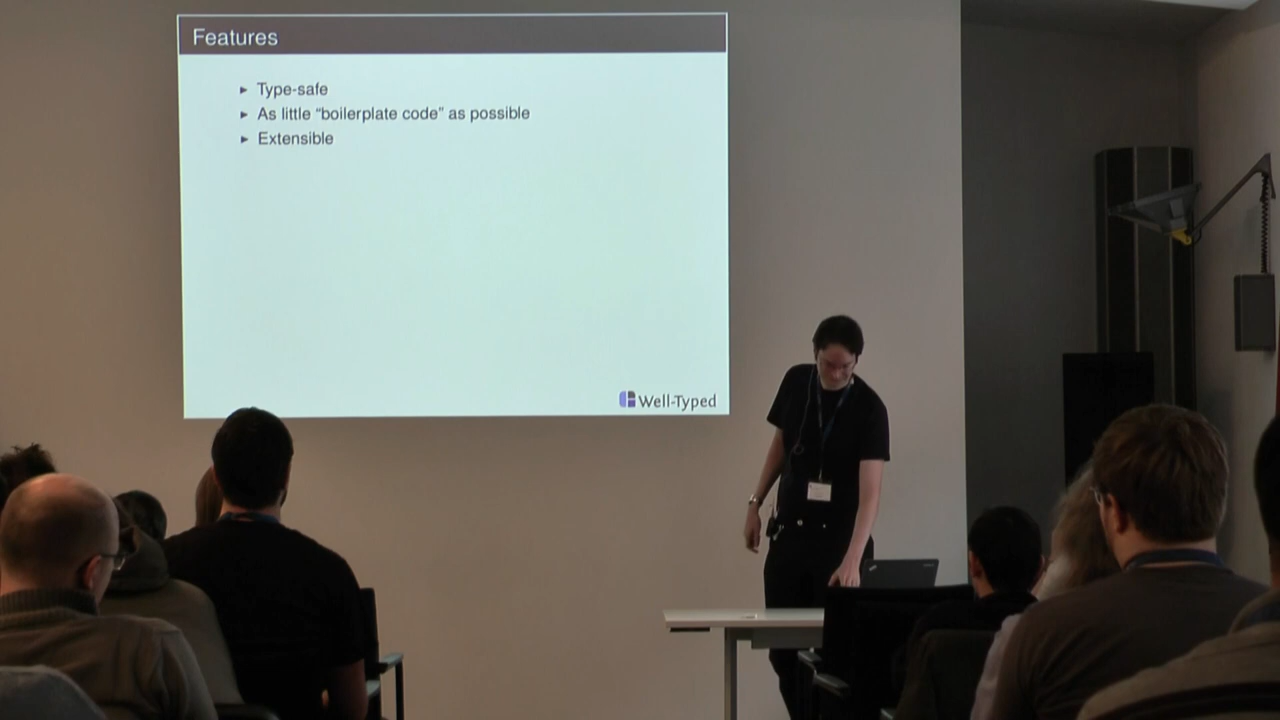 Features
► Type-safe
► As little “boilerplate code” as possible
► Extensible
Well-Typed